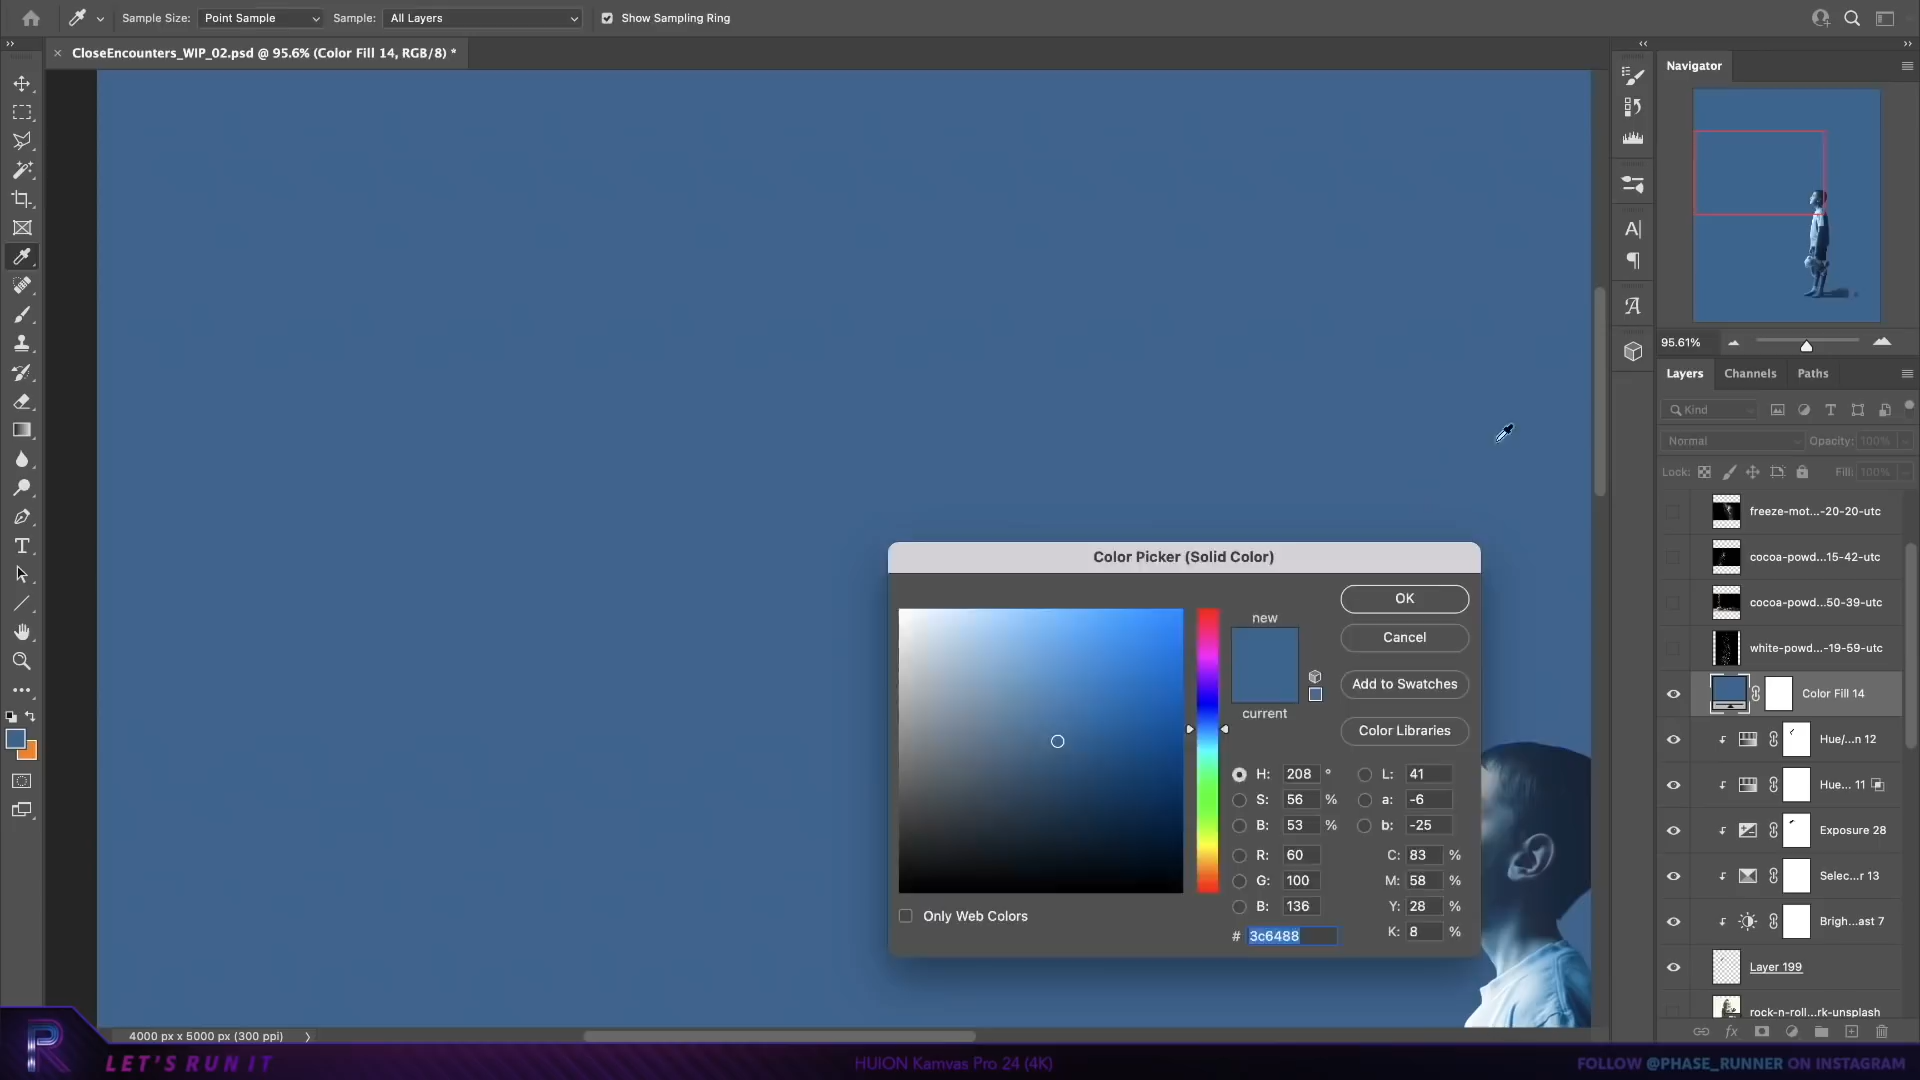 Sample Size: Point Sample Sample: All Layers Show Sampling Ring
CloseEncounters_WIP_02.psd @ 95.6% (Color Fill 14, RGB/8) *
Navigator
95.61%
Layers Channels Paths
Kind
Normal Opacity: 100%
Lock: Fill: 100%
freeze-mot...-20-20-utc
cocoa-powd...15-42-utc
cocoa-powd...50-39-utc
white-powd...-19-59-utc
Color Fill 14
Hue/...n 12
Hue... 11
Exposure 28
Selec...r 13
Brigh...ast 7
Layer 199
rock-n-roll...rk-unsplash
Color Picker (Solid Color)
new
current
OK
Cancel
Add to Swatches
Color Libraries
H: 208 °
S: 56 %
B: 53 %
R: 60
G: 100
B: 136
# 3c6488
L: 41
a: -6
b: -25
C: 83 %
M: 58 %
Y: 28 %
K: 8 %
Only Web Colors
4000 px x 5000 px (300 ppi)
R
LET'S RUN IT
HUION Kamvas Pro 24 (4K)
FOLLOW @PHASE_RUNNER ON INSTAGRAM